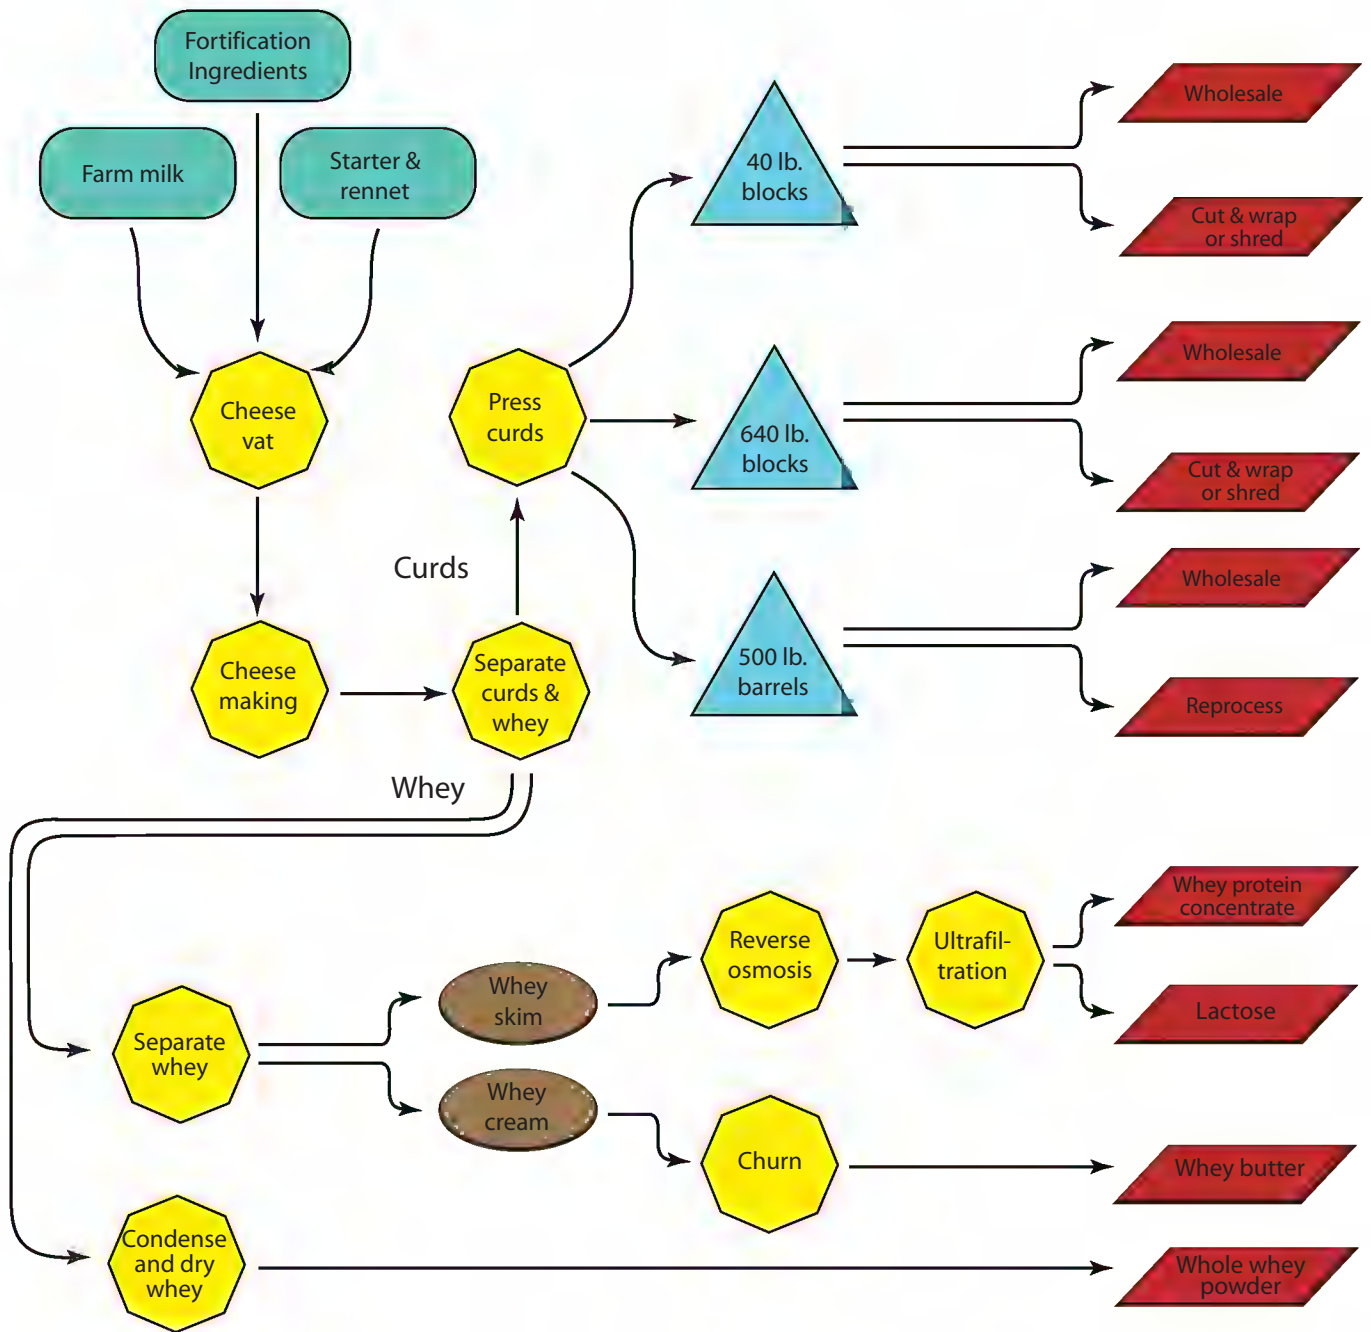 Fortification
Ingredients
Farm milk
Starter &
rennet
Cheese
vat
Cheese
making
Separate
curds &
whey
Curds
Press
curds
40 lb.
blocks
Wholesale
Cut & wrap
or shred
640 lb.
blocks
Wholesale
Cut & wrap
or shred
500 lb.
barrels
Wholesale
Reprocess
Whey
Separate
whey
Whey
skim
Reverse
osmosis
Ultrafil-
tration
Whey protein
concentrate
Lactose
Whey
cream
Churn
Whey butter
Condense
and dry
whey
Whole whey
powder